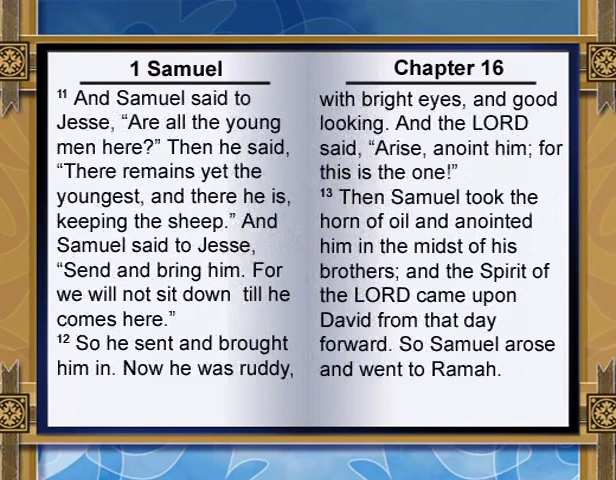 1 Samuel
¹¹ And Samuel said to
Jesse, “Are all the young
men here?” Then he said,
“There remains yet the
youngest, and there he is,
keeping the sheep.” And
Samuel said to Jesse,
“Send and bring him. For
we will not sit down  till he
comes here.”
¹² So he sent and brought
him in. Now he was ruddy,
Chapter 16
with bright eyes, and good
looking. And the LORD
said, “Arise, anoint him; for
this is the one!”
¹³ Then Samuel took the
horn of oil and anointed
him in the midst of his
brothers; and the Spirit of
the LORD came upon
David from that day
forward. So Samuel arose
and went to Ramah.